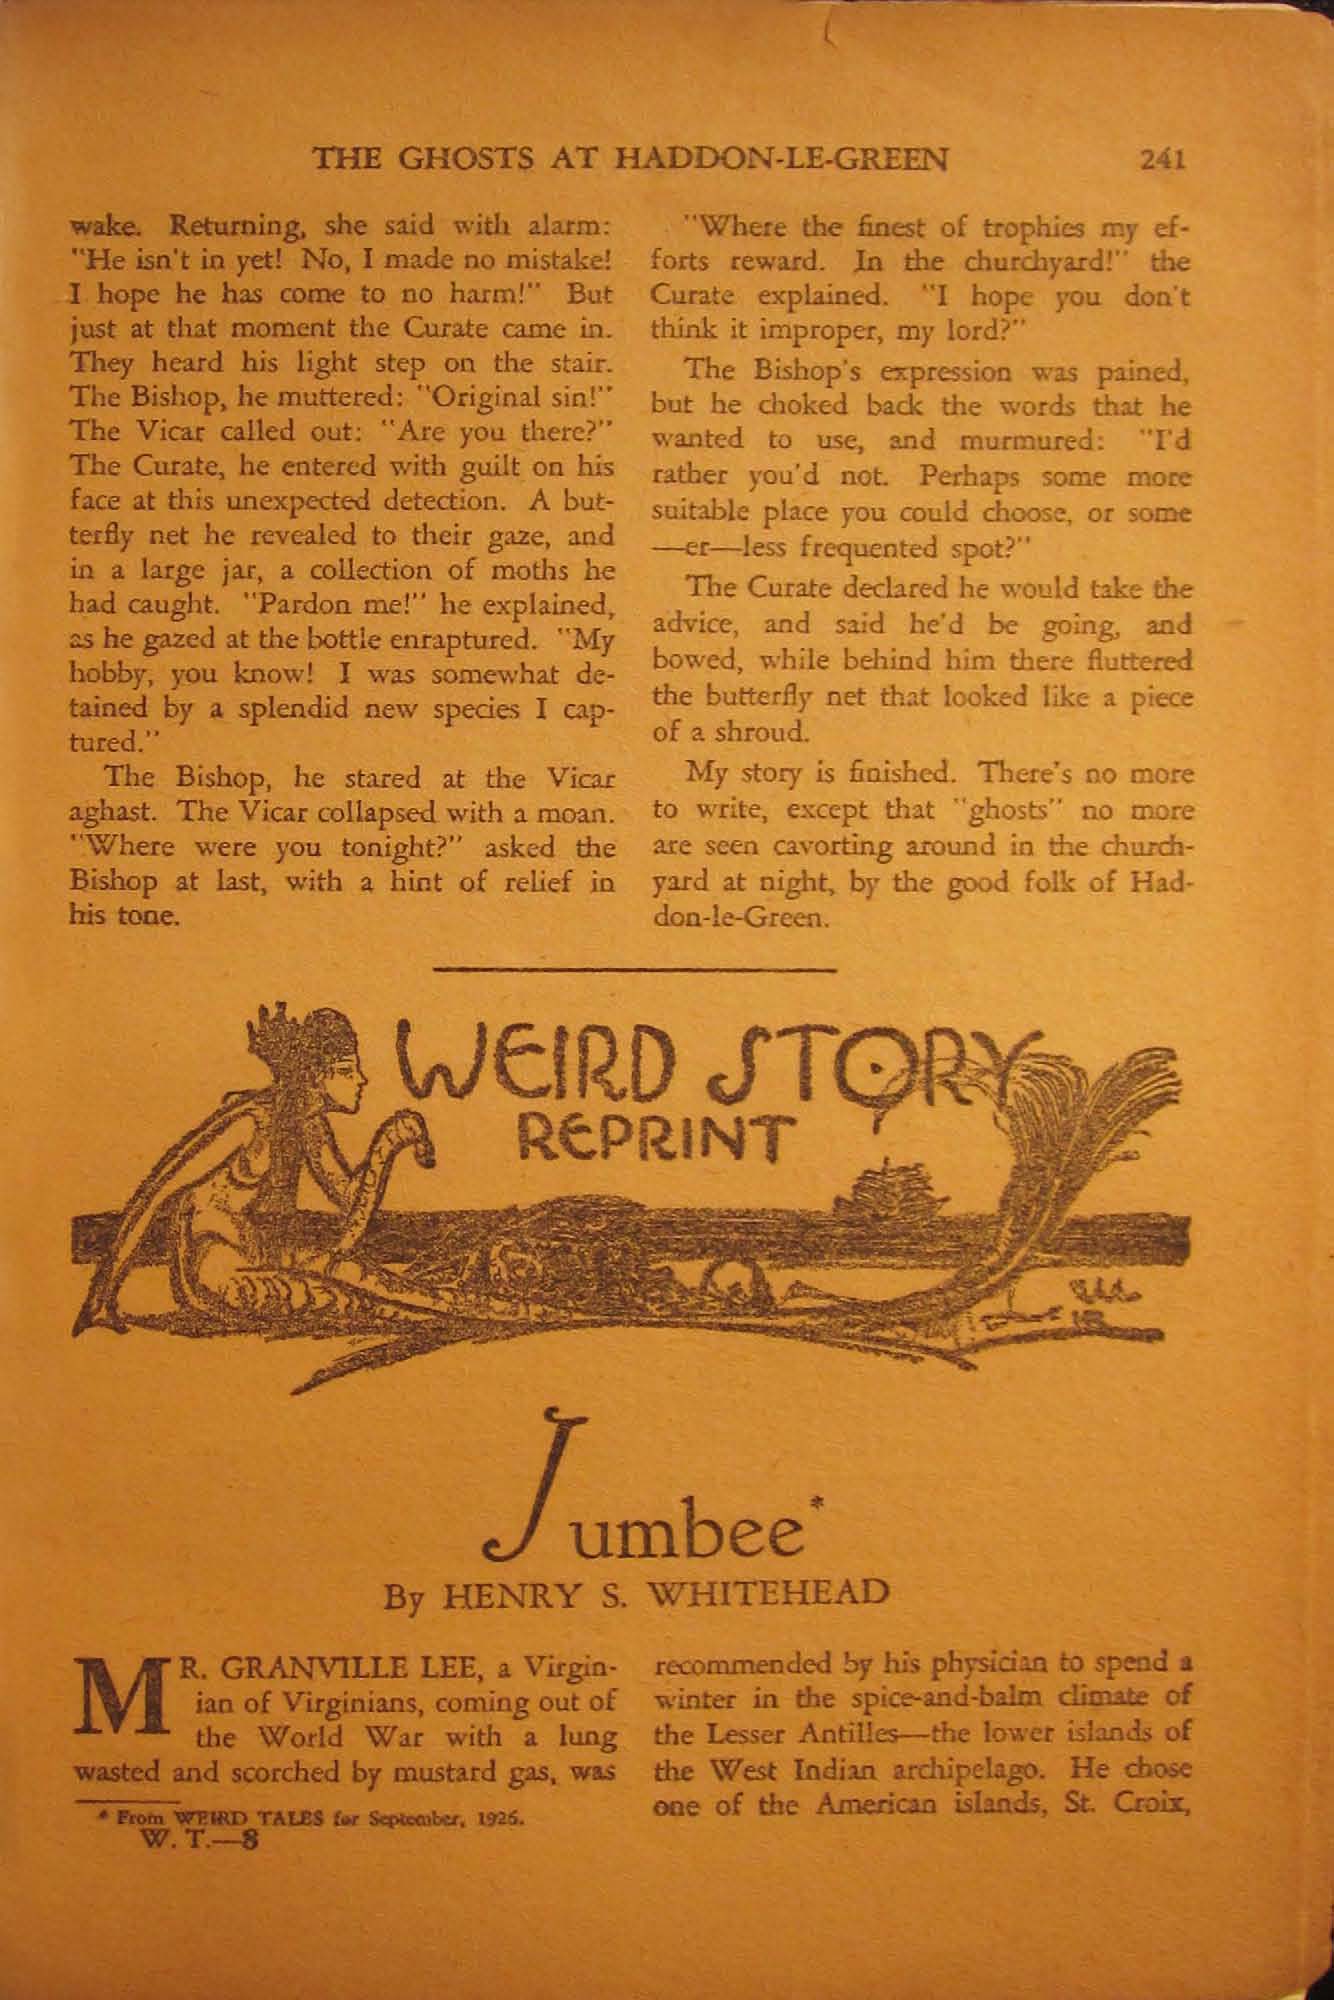 THE GHOSTS AT HADDON-LE-GREEN 241
wake. Returning, she said with alarm:
"He isn't in yet! No, I made no mistake!
I hope he has come to no harm!" But
just at that moment the Curate came in.
They heard his light step on the stair.
The Bishop, he muttered: "Original sin!"
The Vicar called out: "Are you there?"
The Curate, he entered with guilt on his
face at this unexpected detection. A but-
terfly net he revealed to their gaze, and
in a large jar, a collection of moths he
had caught. "Pardon me!" he explained,
as he gazed at the bottle enraptured. "My
hobby, you know! I was somewhat de-
tained by a splendid new species I cap-
tured."
The Bishop, he stared at the Vicar
aghast. The Vicar collapsed with a moan.
"Where were you tonight?" asked the
Bishop at last, with a hint of relief in
his tone.
"Where the finest of trophies my ef-
forts reward. In the churchyard!" the
Curate explained. "I hope you don't
think it improper, my lord?"
The Bishop's expression was pained,
but he choked back the words that he
wanted to use, and murmured: "I'd
rather you'd not. Perhaps some more
suitable place you could choose, or some
—er—less frequented spot?"
The Curate declared he would take the
advice, and said he'd be going, and
bowed, while behind him there fluttered
the butterfly net that looked like a piece
of a shroud.
My story is finished. There's no more
to write, except that "ghosts" no more
are seen cavorting around in the church-
yard at night, by the good folk of Had-
don-le-Green.
WEIRD STORY
REPRINT
Jumbee*
By HENRY S. WHITEHEAD
MR. GRANVILLE LEE, a Virgin-
ian of Virginians, coming out of
the World War with a lung
wasted and scorched by mustard gas, was
* From WEIRD TALES for September, 1926.
W. T.—8
recommended by his physician to spend a
winter in the spice-and-balm climate of
the Lesser Antilles—the lower islands of
the West Indian archipelago. He chose
one of the American islands, St. Croix,